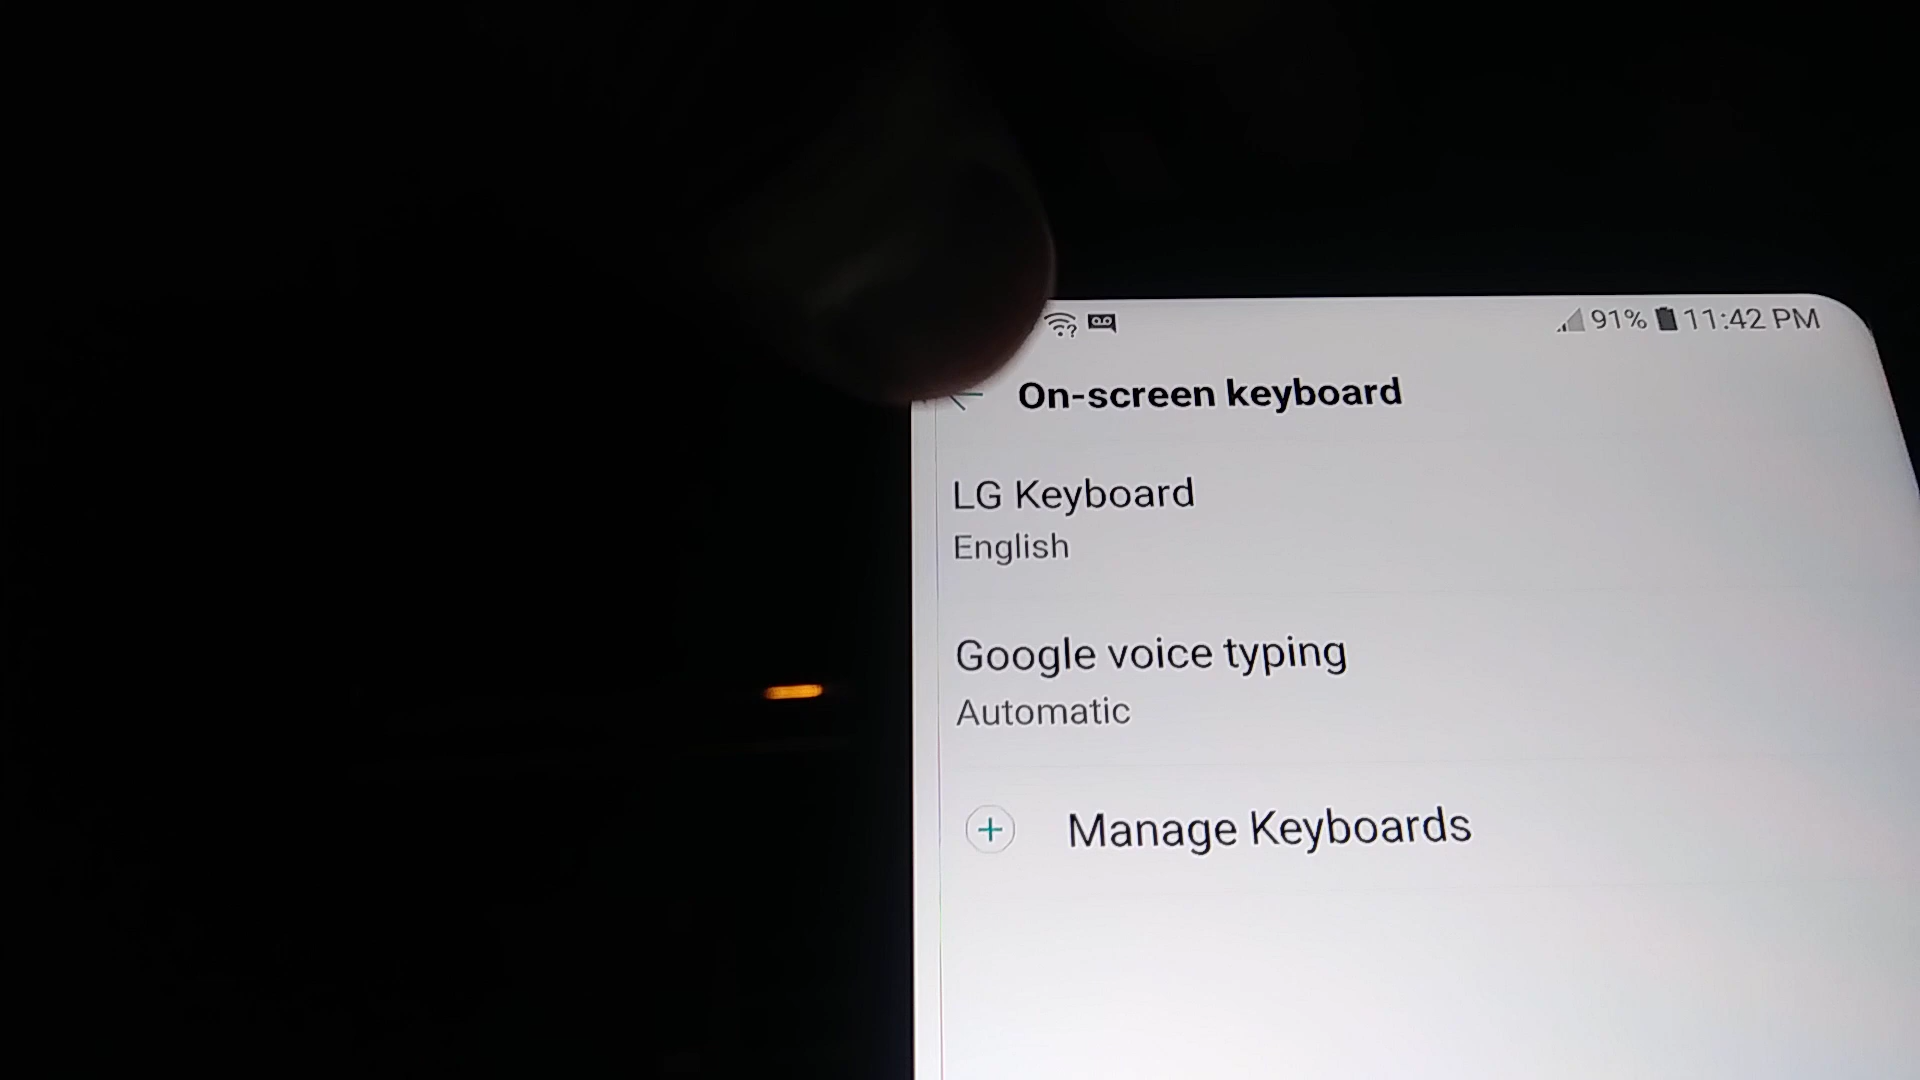 91% 11:42 PM
On-screen keyboard
LG Keyboard
English
Google voice typing
Automatic
Manage Keyboards